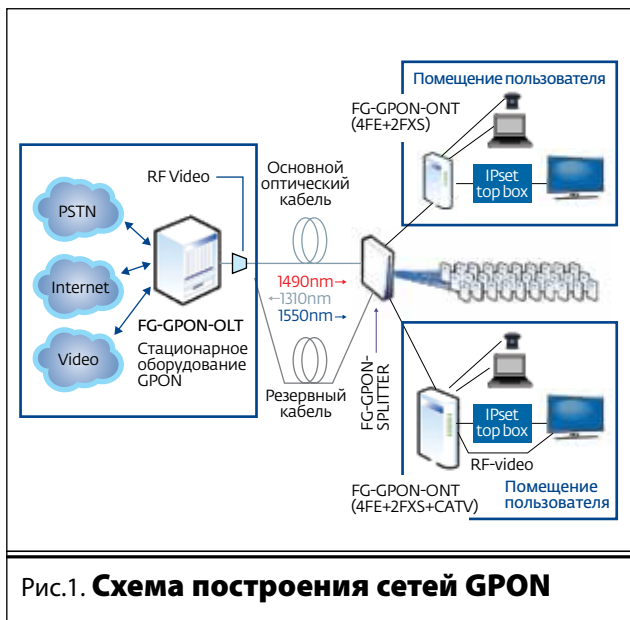 Помещение пользователя
FG-GPON-ONT
(4FE+2FXS)
IPset
top box
RF Video
Основной
оптический
кабель
PSTN
Internet
Video
FG-GPON-OLT
Стационарное
оборудование
GPON
1490nm→
←1310nm
1550nm→
Резервный
кабель
FG-GPON-
SPLITTER
IPset
top box
RF-video
FG-GPON-ONT
(4FE+2FXS+CATV)
Помещение
пользователя
Рис.1. Схема построения сетей GPON